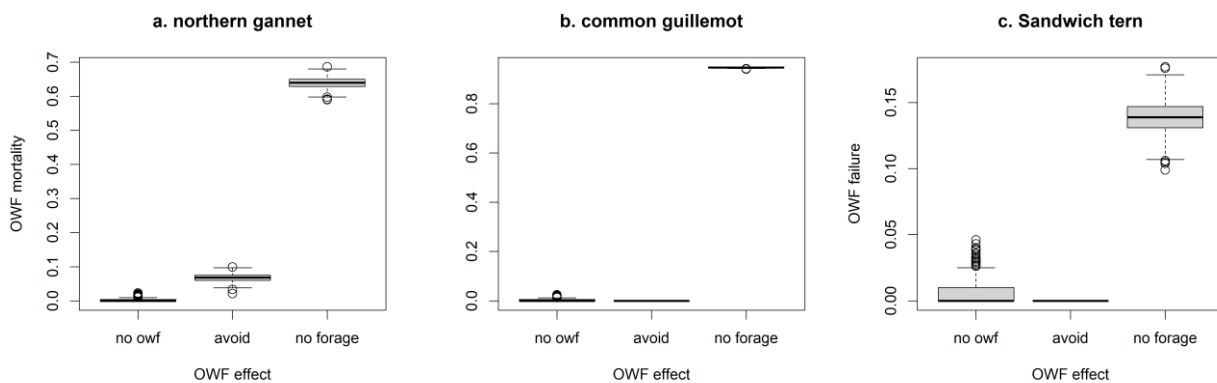 a. northern gannet
OWF mortality
0.7
0.6
0.5
0.4
0.3
0.2
0.1
0.0
no owf avoid no forage
OWF effect
b. common guillemot
0.8
0.6
0.4
0.2
0.0
no owf avoid no forage
OWF effect
c. Sandwich tern
OWF failure
0.15
0.10
0.05
0.00
no owf avoid no forage
OWF effect